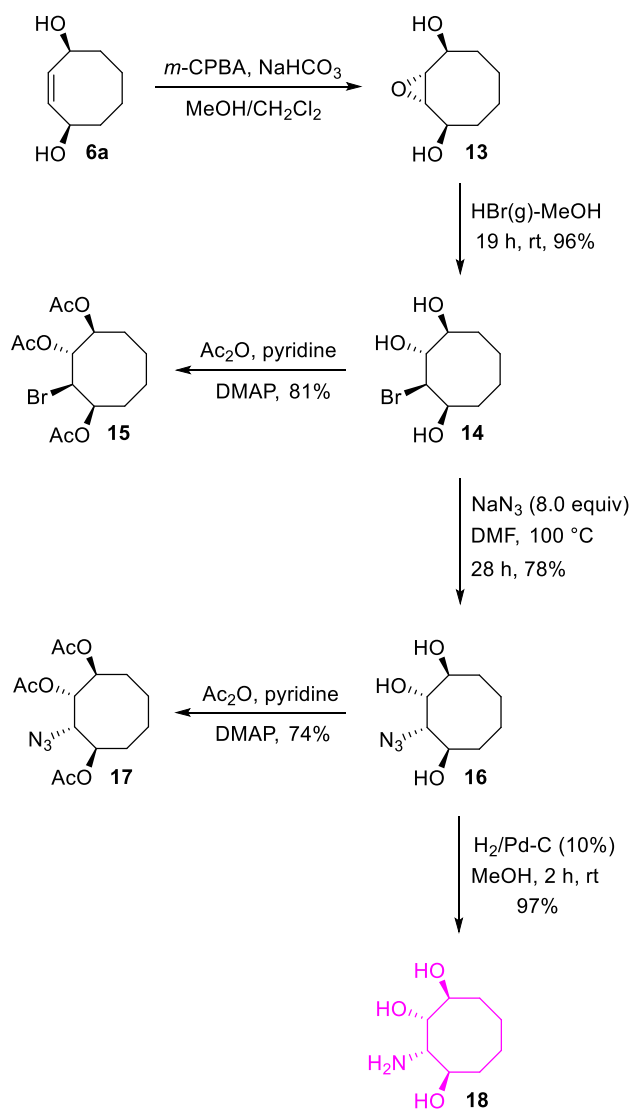 HO
HO
6a
m-CPBA, NaHCO₃
MeOH/CH₂Cl₂
HO
O
HO
13
HBr(g)-MeOH
19 h, rt, 96%
AcO
AcO
Br
AcO
15
Ac₂O, pyridine
DMAP, 81%
HO
HO
Br
HO
14
NaN₃ (8.0 equiv)
DMF, 100 °C
28 h, 78%
AcO
AcO
N₃
AcO
17
Ac₂O, pyridine
DMAP, 74%
HO
HO
N₃
HO
16
H₂/Pd-C (10%)
MeOH, 2 h, rt
97%
HO
HO
H₂N
HO
18